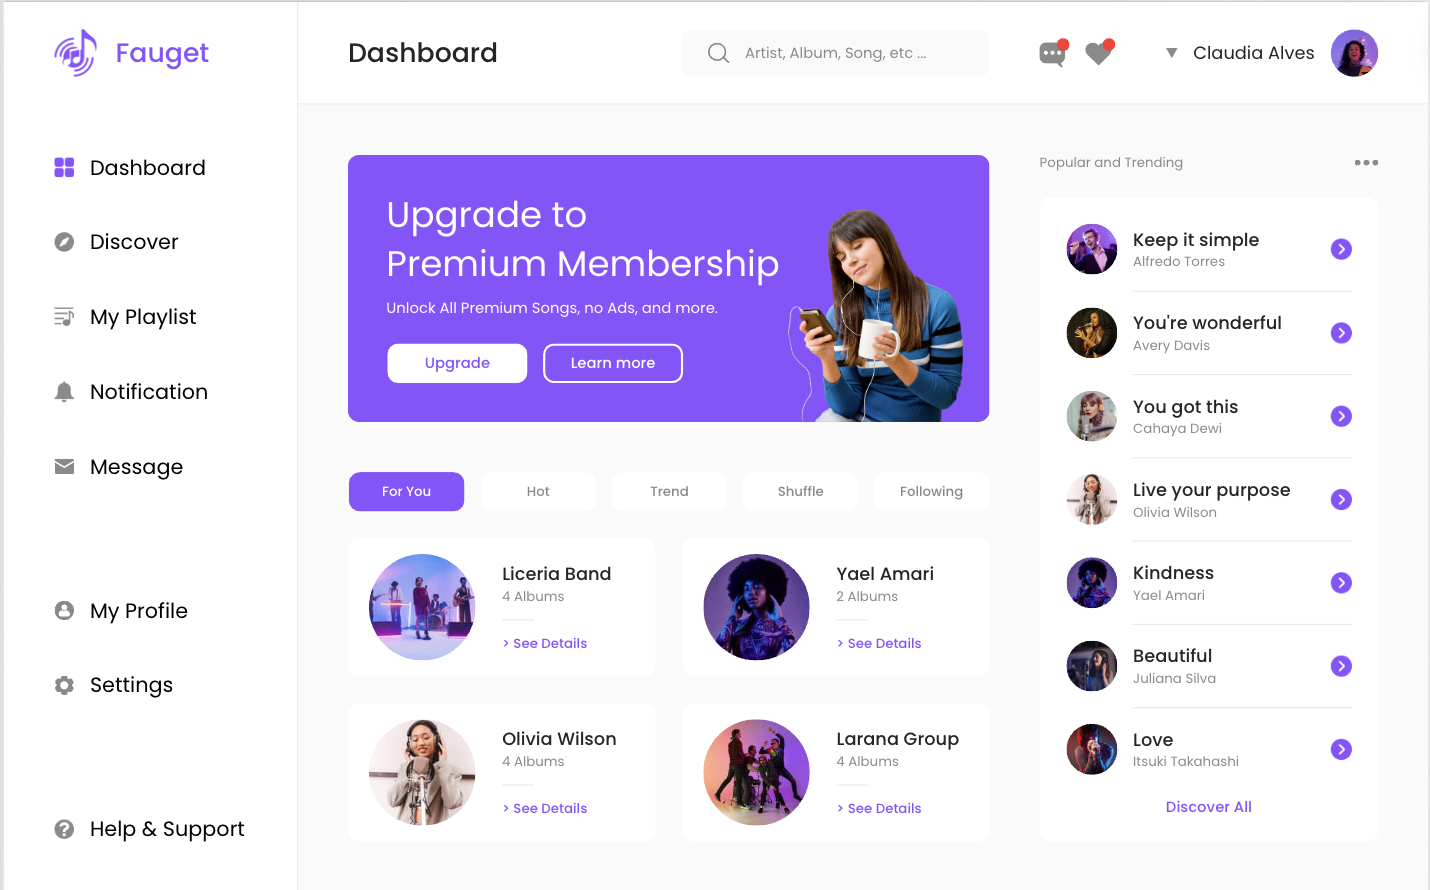 Fauget
Dashboard
Artist, Album, Song, etc ...
Claudia Alves
Dashboard
Discover
My Playlist
Notification
Message
My Profile
Settings
Help & Support
Upgrade to
Premium Membership
Unlock All Premium Songs, no Ads, and more.
Upgrade
Learn more
For You
Hot
Trend
Shuffle
Following
Liceria Band
4 Albums
> See Details
Yael Amari
2 Albums
> See Details
Olivia Wilson
4 Albums
> See Details
Larana Group
4 Albums
> See Details
Popular and Trending
Keep it simple
Alfredo Torres
You're wonderful
Avery Davis
You got this
Cahaya Dewi
Live your purpose
Olivia Wilson
Kindness
Yael Amari
Beautiful
Juliana Silva
Love
Itsuki Takahashi
Discover All